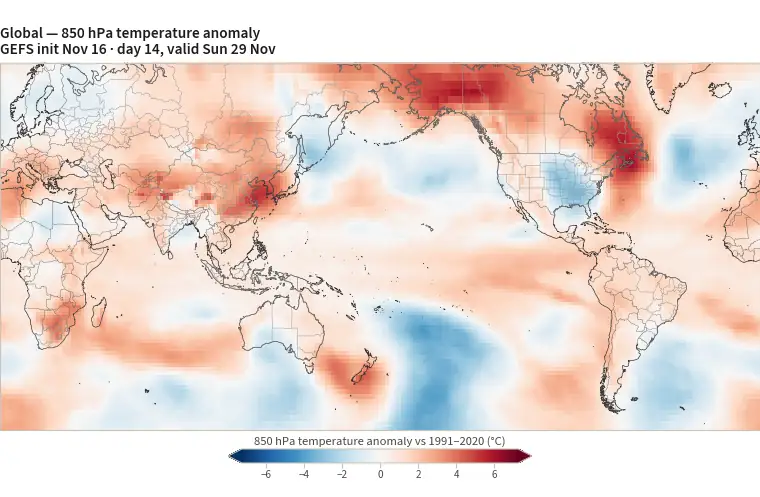 Global — 850 hPa temperature anomaly
GEFS init Nov 16 · day 14, valid Sun 29 Nov
850 hPa temperature anomaly vs 1991–2020 (°C)
−6 −4 −2 0 2 4 6